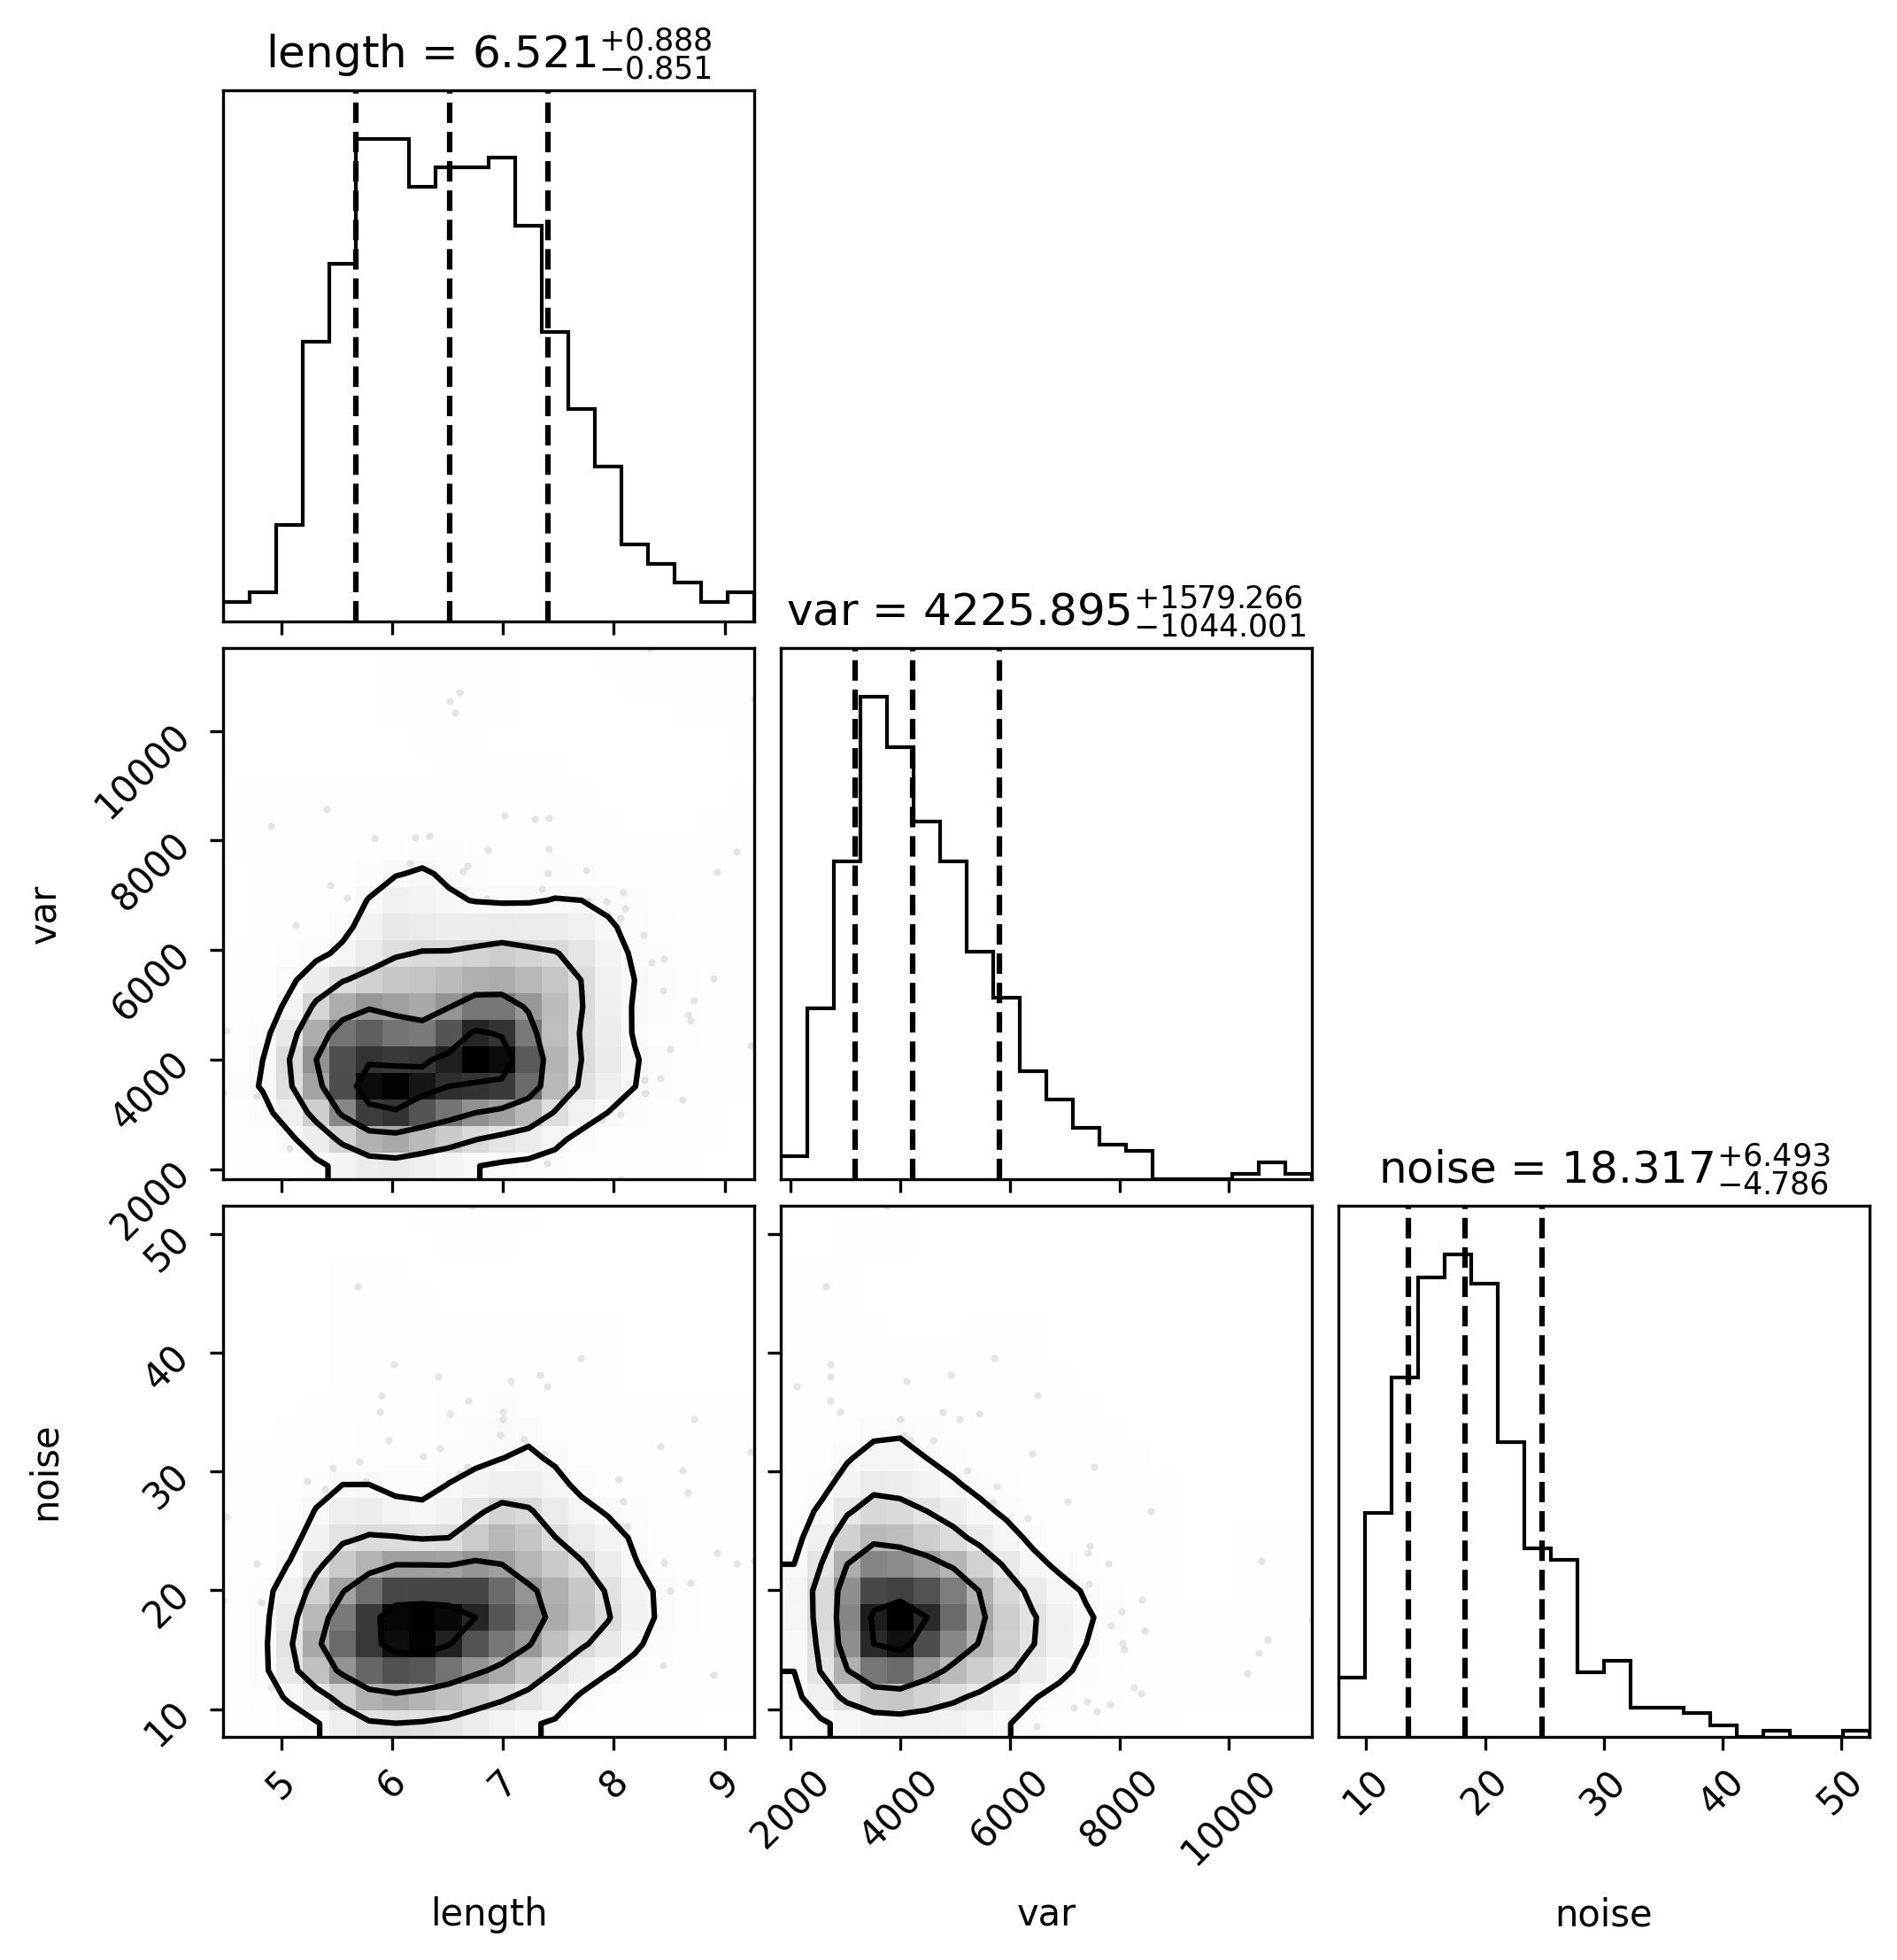 length = 6.521 +0.888 −0.851
var = 4225.895 +1579.266 −1044.001
10000
8000
6000
4000
2000
var
noise = 18.317 +6.493 −4.786
50
40
30
20
10
noise
5 6 7 8 9
2000 4000 6000 8000 10000
10 20 30 40 50
length var noise